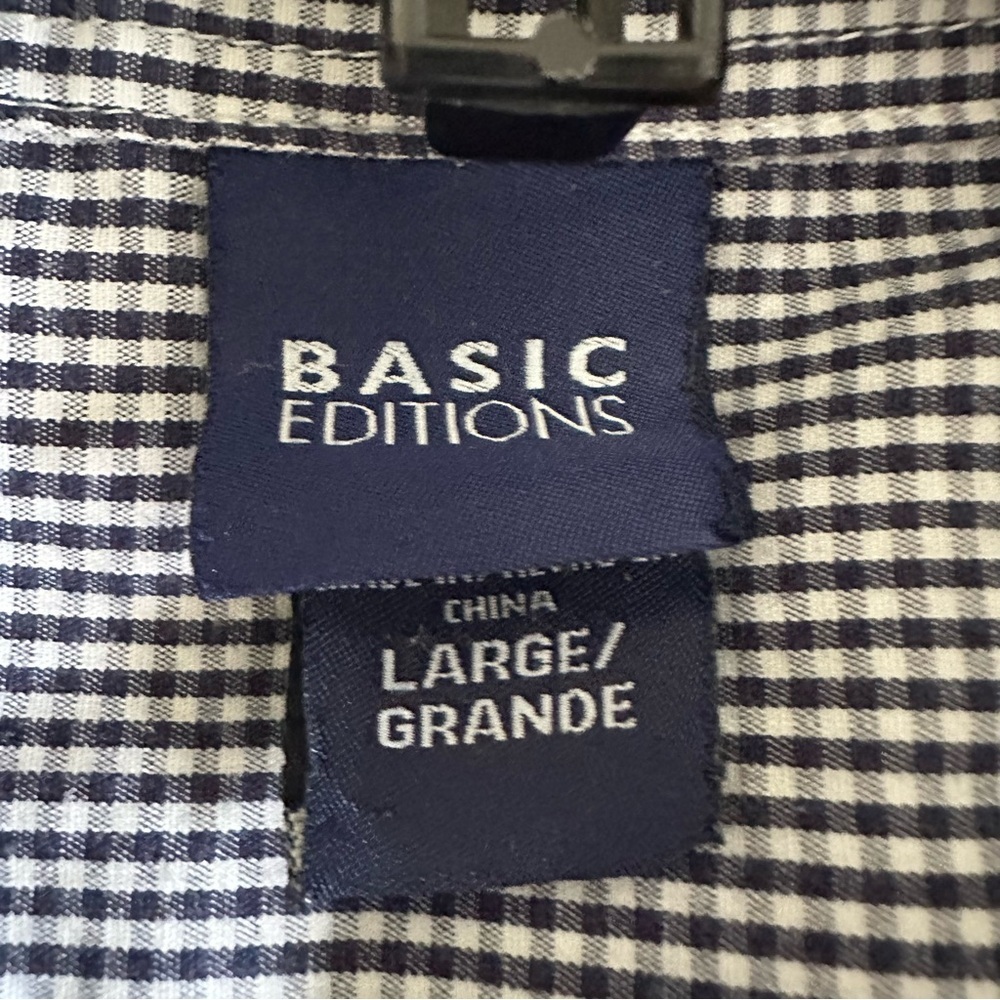 BASIC
EDITIONS
CHINA
LARGE/
GRANDE